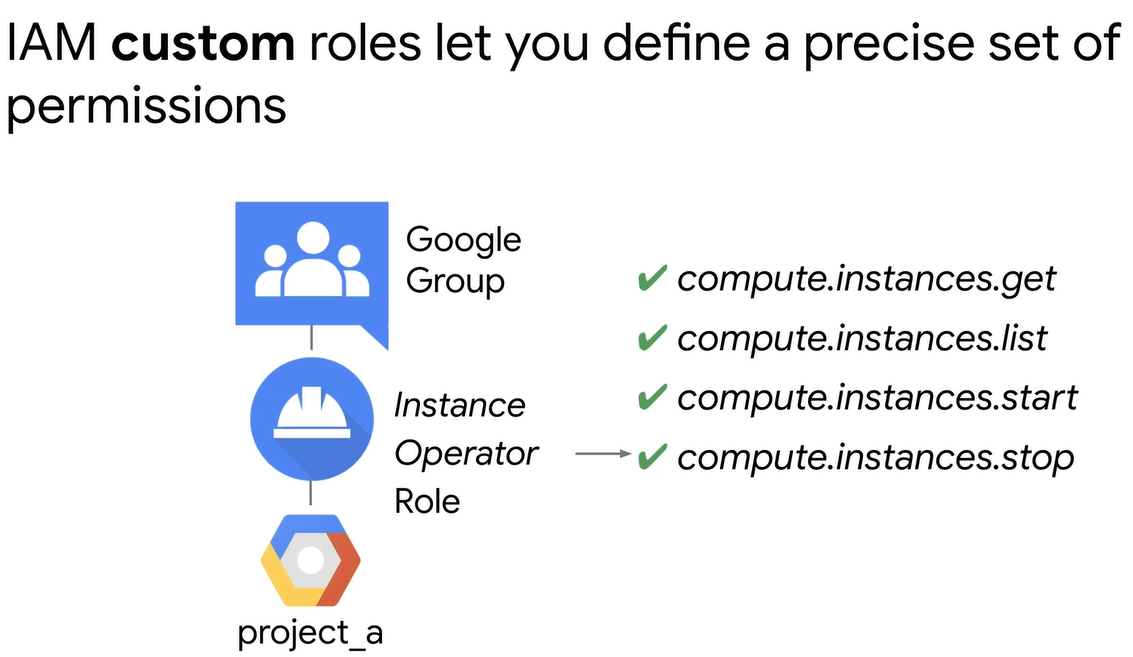 IAM custom roles let you define a precise set of
permissions
Google
Group
Instance
Operator
Role
project_a
✔ compute.instances.get
✔ compute.instances.list
✔ compute.instances.start
✔ compute.instances.stop